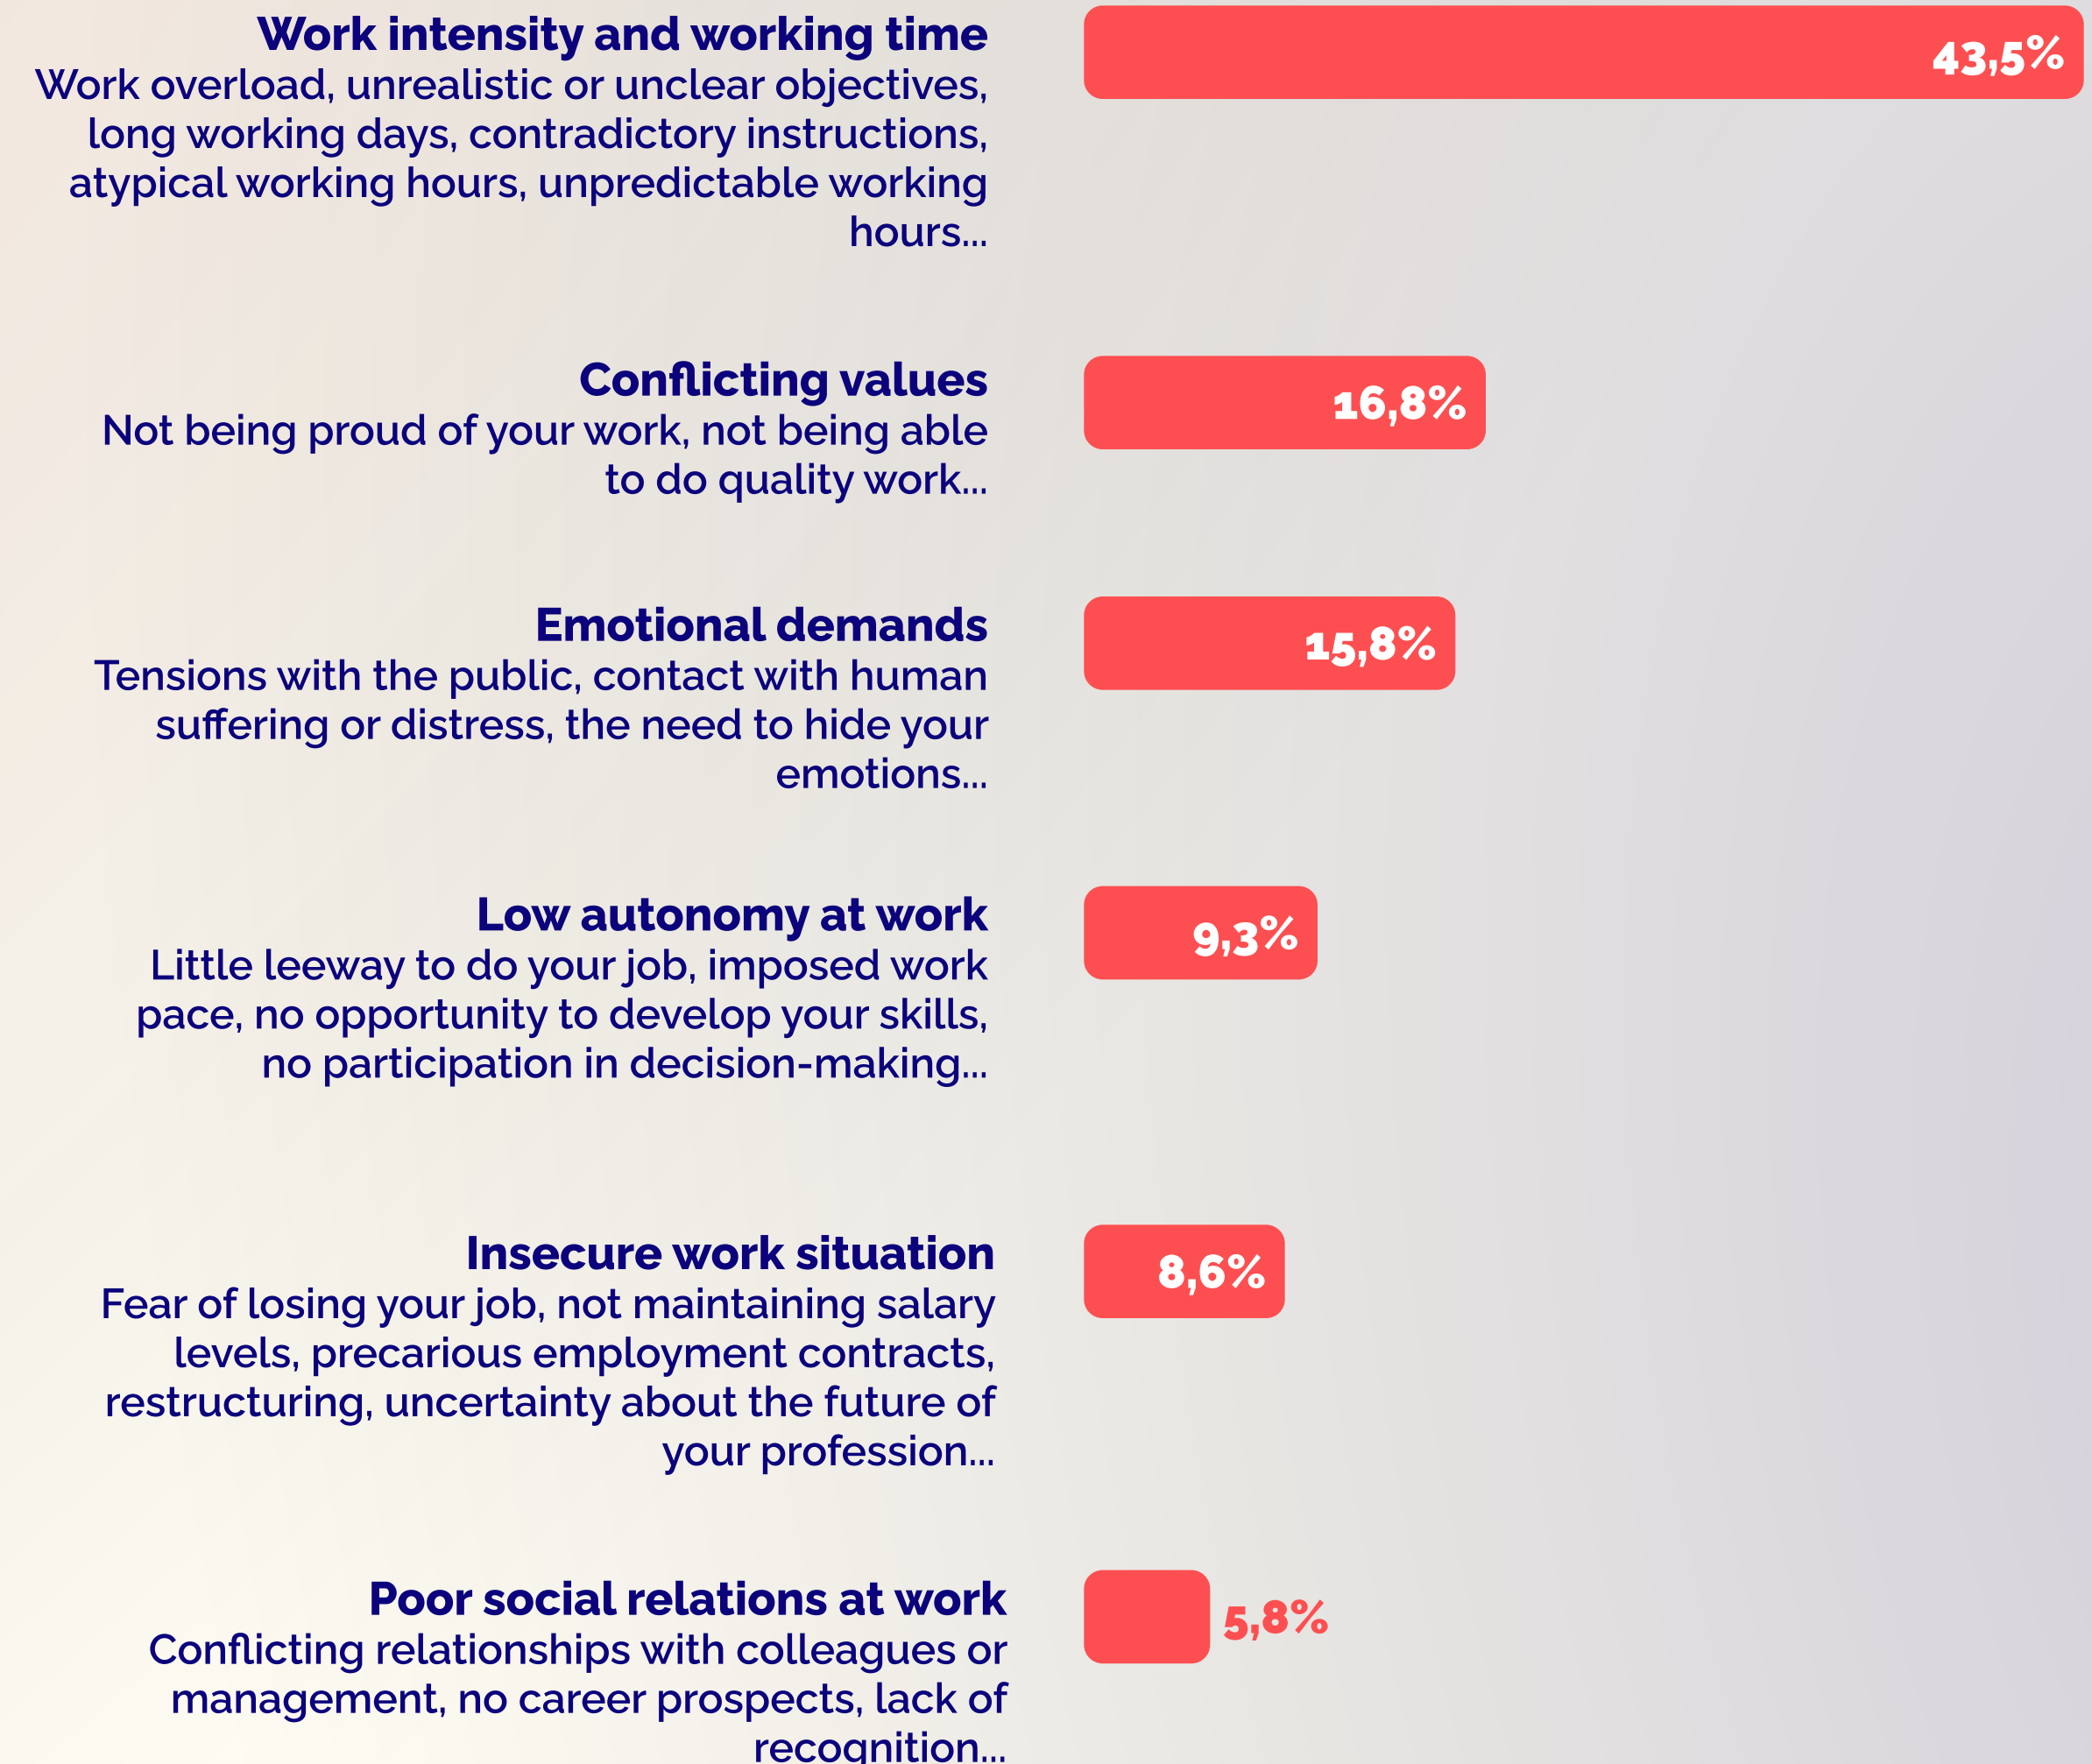 Work intensity and working time
43,5%
Work overload, unrealistic or unclear objectives,
long working days, contradictory instructions,
atypical working hours, unpredictable working
hours...
Conflicting values
16,8%
Not being proud of your work, not being able
to do quality work...
Emotional demands
15,8%
Tensions with the public, contact with human
suffering or distress, the need to hide your
emotions...
Low autonomy at work
9,3%
Little leeway to do your job, imposed work
pace, no opportunity to develop your skills,
no participation in decision-making...
Insecure work situation
8,6%
Fear of losing your job, not maintaining salary
levels, precarious employment contracts,
restructuring, uncertainty about the future of
your profession...
Poor social relations at work
5,8%
Conflicting relationships with colleagues or
management, no career prospects, lack of
recognition...